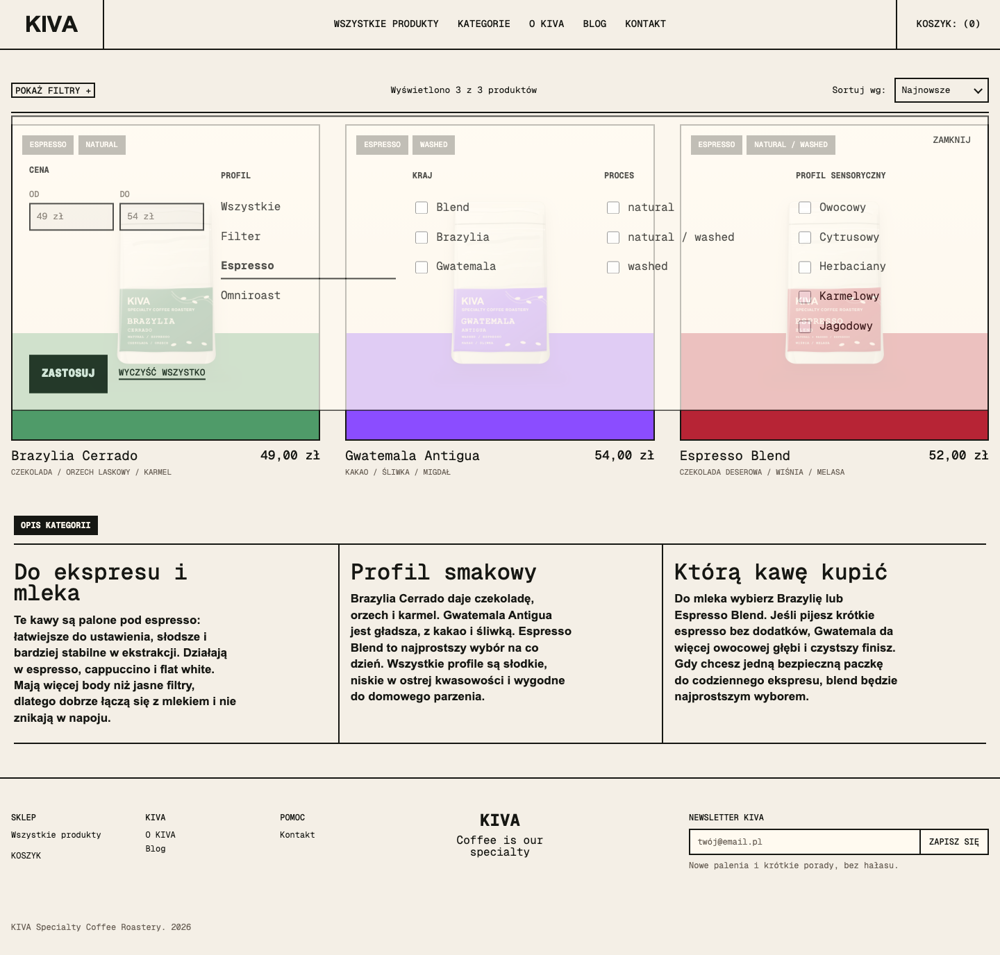 KIVA
WSZYSTKIE PRODUKTY KATEGORIE O KIVA BLOG KONTAKT
KOSZYK: (0)
POKAŻ FILTRY +
Wyświetlono 3 z 3 produktów
Sortuj wg: Najnowsze
ESPRESSO NATURAL
ESPRESSO WASHED
ESPRESSO NATURAL / WASHED
ZAMKNIJ
CENA
OD DO
49 zł 54 zł
PROFIL
Wszystkie
Filter
Espresso
Omniroast
KRAJ
Blend
Brazylia
Gwatemala
PROCES
natural
natural / washed
washed
PROFIL SENSORYCZNY
Owocowy
Cytrusowy
Herbaciany
Karmelowy
Jagodowy
KIVA
SPECIALTY COFFEE ROASTERY
BRAZYLIA
CERRADO
KIVA
SPECIALTY COFFEE ROASTERY
GWATEMALA
ANTIGUA
KIVA
SPECIALTY COFFEE ROASTERY
ESPRESSO
ZASTOSUJ
WYCZYŚĆ WSZYSTKO
Brazylia Cerrado 49,00 zł
CZEKOLADA / ORZECH LASKOWY / KARMEL
Gwatemala Antigua 54,00 zł
KAKAO / ŚLIWKA / MIGDAŁ
Espresso Blend 52,00 zł
CZEKOLADA DESEROWA / WIŚNIA / MELASA
OPIS KATEGORII
Do ekspresu i
mleka
Te kawy są palone pod espresso:
łatwiejsze do ustawienia, słodsze i
bardziej stabilne w ekstrakcji. Działają
w espresso, cappuccino i flat white.
Mają więcej body niż jasne filtry,
dlatego dobrze łączą się z mlekiem i nie
znikają w napoju.
Profil smakowy
Brazylia Cerrado daje czekoladę,
orzech i karmel. Gwatemala Antigua
jest gładsza, z kakao i śliwką. Espresso
Blend to najprostszy wybór na co
dzień. Wszystkie profile są słodkie,
niskie w ostrej kwasowości i wygodne
do domowego parzenia.
Którą kawę kupić
Do mleka wybierz Brazylię lub
Espresso Blend. Jeśli pijesz krótkie
espresso bez dodatków, Gwatemala da
więcej owocowej głębi i czystszy finisz.
Gdy chcesz jedną bezpieczną paczkę
do codziennego ekspresu, blend będzie
najprostszym wyborem.
SKLEP
Wszystkie produkty
KOSZYK
KIVA
O KIVA
Blog
POMOC
Kontakt
KIVA
Coffee is our
specialty
NEWSLETTER KIVA
twój@email.pl ZAPISZ SIĘ
Nowe palenia i krótkie porady, bez hałasu.
KIVA Specialty Coffee Roastery. 2026